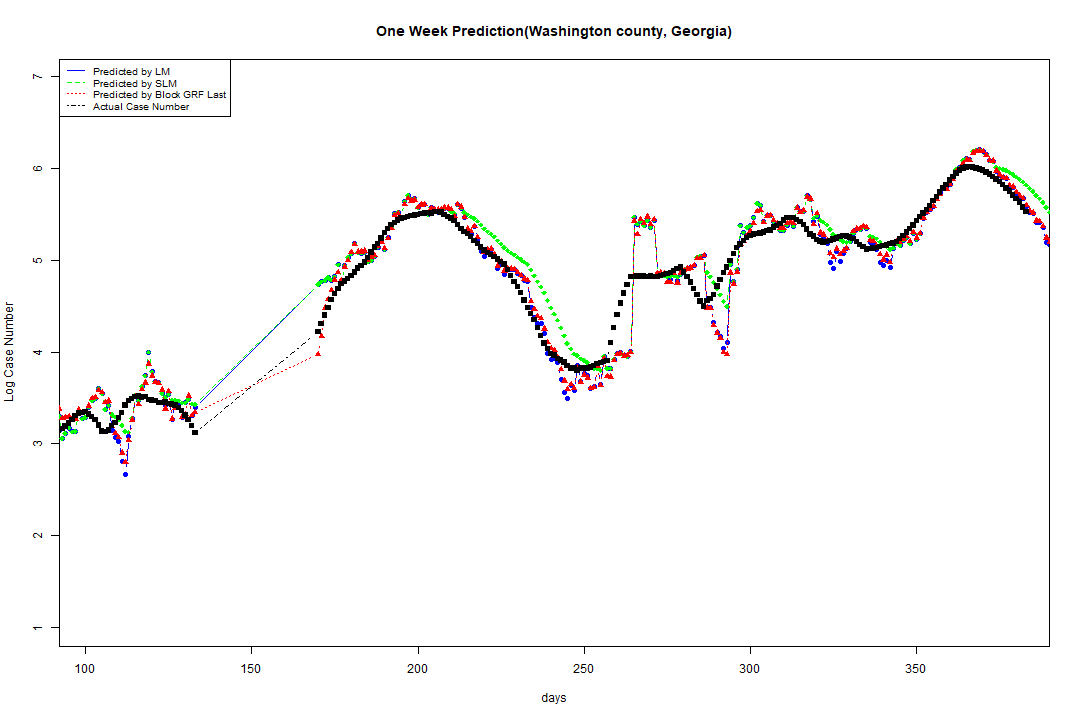 One Week Prediction(Washington county, Georgia)
Predicted by LM
Predicted by SLM
Predicted by Block GRF Last
Actual Case Number
7
6
5
4
3
2
1
Log Case Number
100 150 200 250 300 350
days